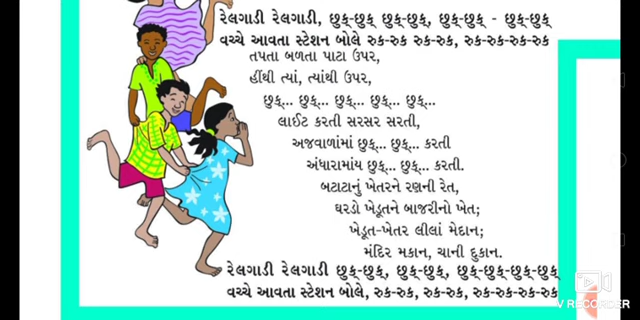 રેલગાડી રેલગાડી, છુક્-છુક્ છુક્-છુક્, છુક્-છુક્ - છુક્-છુક્
વચ્ચે આવતા સ્ટેશન બોલે રુક-રુક રુક-રુક, રુક-રુક-રુક-રુક
તપતા બળતા પાટા ઉપર,
હીંથી ત્યાં, ત્યાંથી ઉપર,
છુક્... છુક્... છુક્... છુક્... છુક્...
લાઈટ કરતી સરસર સરતી,
અજવાળાંમાં છુક્... છુક્... કરતી
અંધારામાંય છુક્... છુક્... કરતી.
બટાટાનું ખેતરને રણની રેત,
ઘરડો ખેડૂતને બાજરીનો ખેત;
ખેડૂત-ખેતર લીલાં મેદાન;
મંદિર મકાન, ચાની દુકાન.
રેલગાડી રેલગાડી છુક્-છુક્, છુક્-છુક્, છુક્-છુક્-છુક્-છુક્
વચ્ચે આવતા સ્ટેશન બોલે, રુક-રુક, રુક-રુક, રુક-રુક-રુક-રુક
V RECORDER